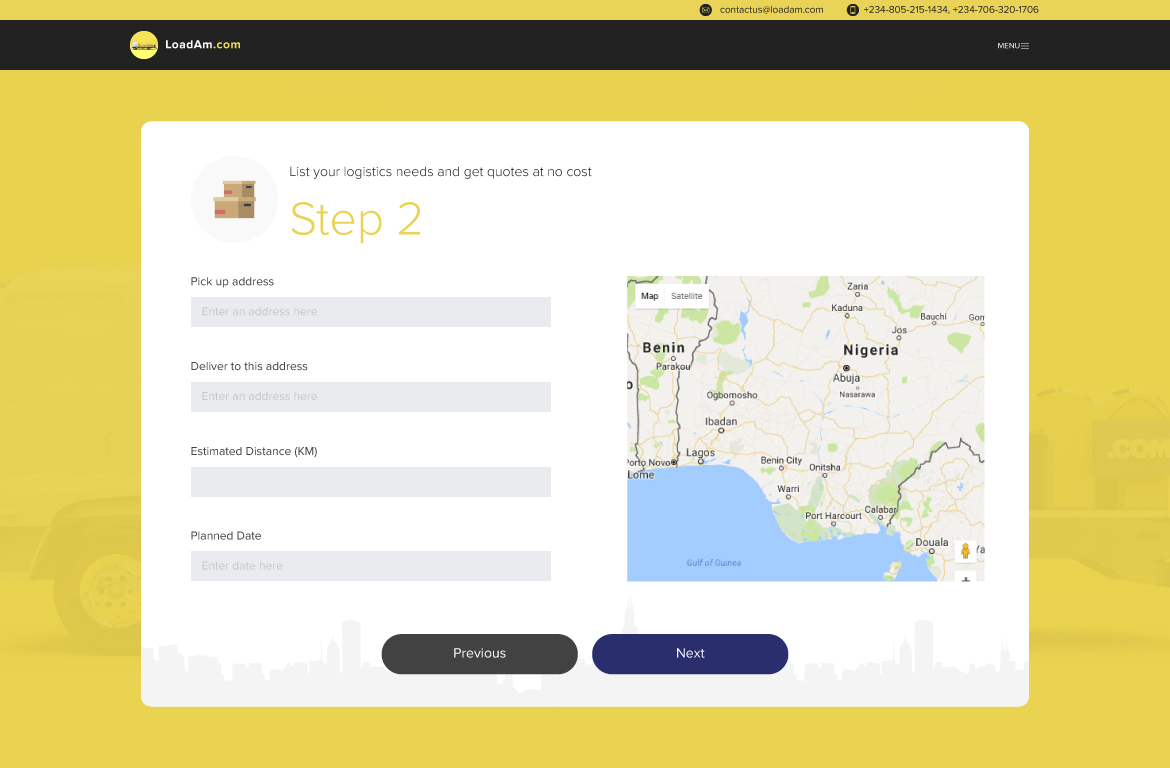 contactus@loadam.com
+234-805-215-1434, +234-706-320-1706
LoadAm.com
MENU
List your logistics needs and get quotes at no cost
Step 2
Pick up address
Enter an address here
Deliver to this address
Enter an address here
Estimated Distance (KM)
Planned Date
Enter date here
Map
Satellite
Zaria
Kaduna
Bauchi
Gom
Jos
Benin
Nigeria
Parakou
Abuja
Nasarawa
Ogbomosho
Ibadan
Lagos
Porto Novo
Lome
Benin City
Onitsha
Warri
Port Harcourt
Calabar
Douala
Gulf of Guinea
.COM
Previous
Next